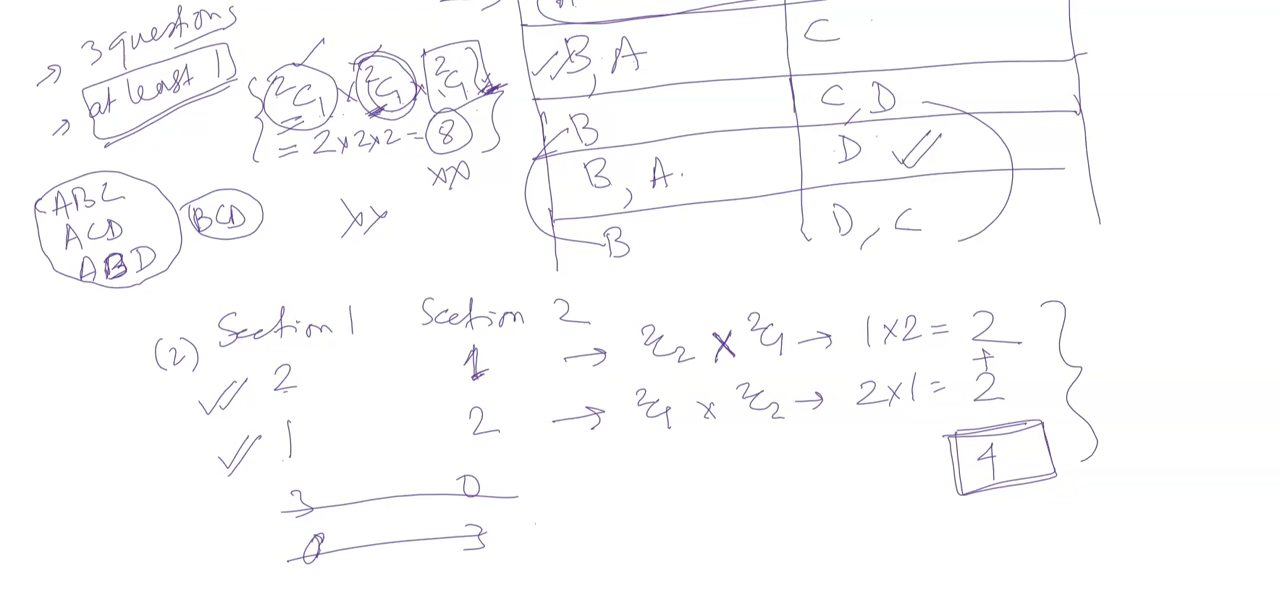 → 3 questions
→ at least 1
{ ²C₁ × ²C₁ × ²C₁ }
= 2×2×2 = 8
××
××
ABC
ACD
ABD
BCD
C
✓B, A
C, D
B
D ✓✓
B, A.
D, C
B
(2) Section 1 Section 2
✓✓ 2 1 → ²C₂ × ²C₁ → 1×2 = 2
+
✓✓ 1 2 → ²C₁ × ²C₂ → 2×1 = 2
4
3 0
0 3